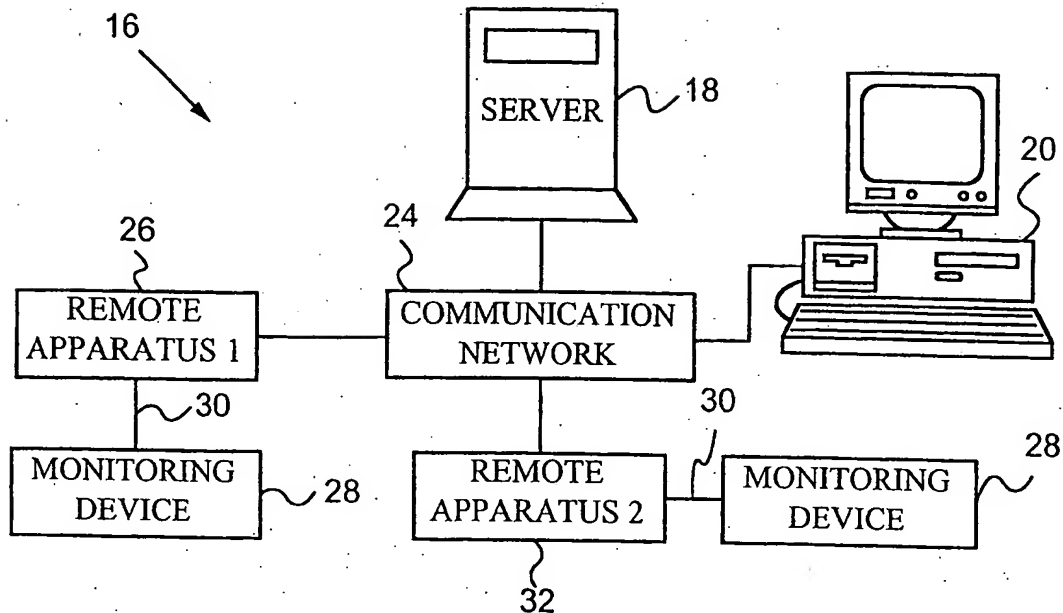 16
SERVER
18
20
24
26
REMOTE
APPARATUS 1
COMMUNICATION
NETWORK
30
MONITORING
DEVICE
28
REMOTE
APPARATUS 2
30
MONITORING
DEVICE
28
32